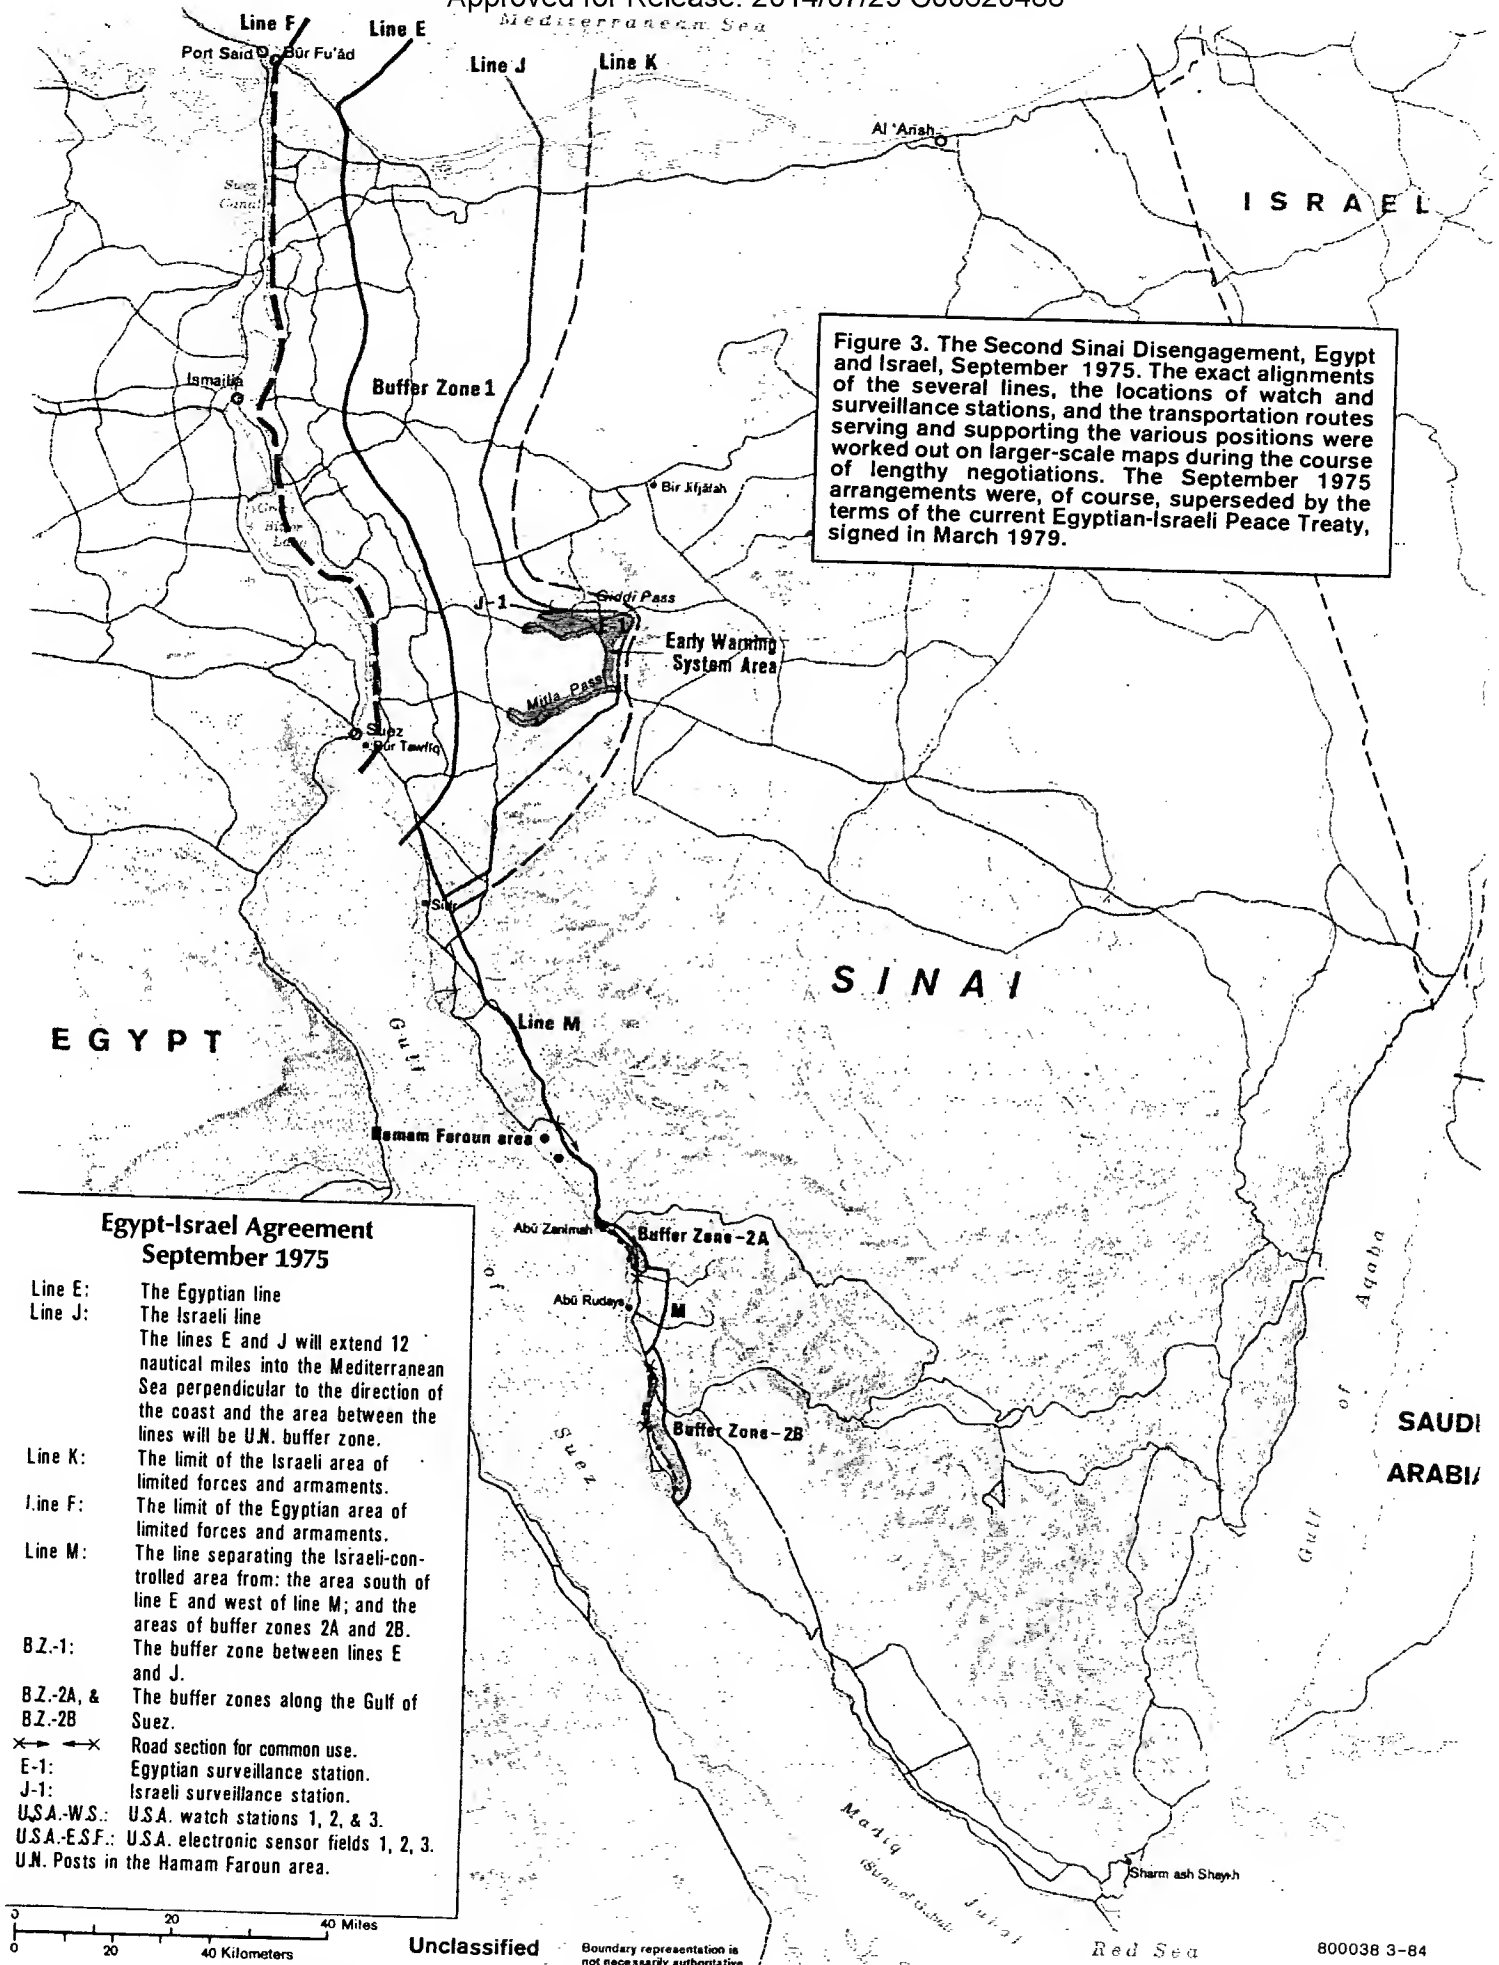 Approved for Release: 2014/07/29 C00620488
Mediterranean Sea
Line F
Line E
Port Said
Būr Fu'ād
Line J
Line K
Al 'Arīsh
Suez
Canal
ISRAEL
Figure 3. The Second Sinai Disengagement, Egypt
and Israel, September 1975. The exact alignments
of the several lines, the locations of watch and
surveillance stations, and the transportation routes
serving and supporting the various positions were
worked out on larger-scale maps during the course
of lengthy negotiations. The September 1975
arrangements were, of course, superseded by the
terms of the current Egyptian-Israeli Peace Treaty,
signed in March 1979.
Ismailia
Buffer Zone 1
Bir Jifjāfah
Great
Bitter
Lake
J-1
Giddi Pass
E-1
Early Warning
System Area
Mitla Pass
Suez
Būr Tawfīq
Sudr
SINAI
EGYPT
Line M
Gulf
of
Suez
Hamam Faroun area
Abū Zanīmah
Buffer Zone-2A
Abū Rudays
M
Buffer Zone-2B
Gulf
of
Aqaba
SAUDI
ARABIA
Egypt-Israel Agreement
September 1975
Line E: The Egyptian line
Line J: The Israeli line
The lines E and J will extend 12
nautical miles into the Mediterranean
Sea perpendicular to the direction of
the coast and the area between the
lines will be U.N. buffer zone.
Line K: The limit of the Israeli area of
limited forces and armaments.
Line F: The limit of the Egyptian area of
limited forces and armaments.
Line M: The line separating the Israeli-con-
trolled area from: the area south of
line E and west of line M; and the
areas of buffer zones 2A and 2B.
B.Z.-1: The buffer zone between lines E
and J.
B.Z.-2A, & The buffer zones along the Gulf of
B.Z.-2B Suez.
Road section for common use.
E-1: Egyptian surveillance station.
J-1: Israeli surveillance station.
U.S.A.-W.S.: U.S.A. watch stations 1, 2, & 3.
U.S.A.-E.S.F.: U.S.A. electronic sensor fields 1, 2, 3.
U.N. Posts in the Hamam Faroun area.
Madīq
Jubal
Sharm ash Shaykh
Red Sea
0 20 40 Miles
0 20 40 Kilometers
Unclassified
Boundary representation is
not necessarily authoritative
800038 3-84